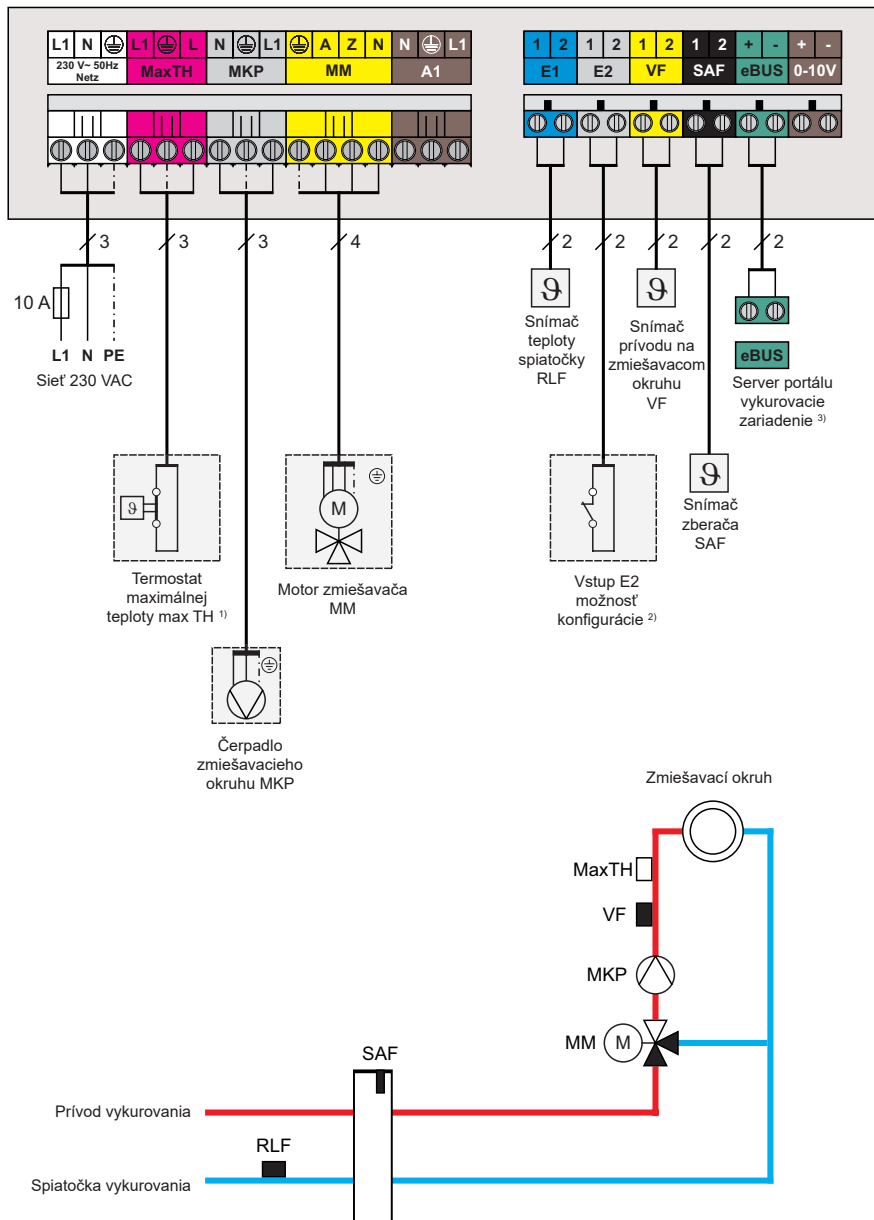 L1 N L1 L N L1 A Z N N L1
230 V~ 50Hz
Netz
MaxTH MKP MM A1
1 2 1 2 1 2 1 2 + - + -
E1 E2 VF SAF eBUS 0-10V
3 3 3 4 2 2 2 2 2
10 A
L1 N PE
Sieť 230 VAC
ϑ
Snímač
teploty
spiatočky
RLF
ϑ
Snímač
prívodu na
zmiešavacom
okruhu
VF
eBUS
Server portálu
vykurovacie
zariadenie 3)
ϑ
Termostat
maximálnej
teploty max TH 1)
M
Motor zmiešavača
MM
Vstup E2
možnosť
konfigurácie 2)
ϑ
Snímač
zberača
SAF
Čerpadlo
zmiešavacieho
okruhu MKP
Zmiešavací okruh
MaxTH
VF
MKP
MM M
SAF
Prívod vykurovania
RLF
Spiatočka vykurovania